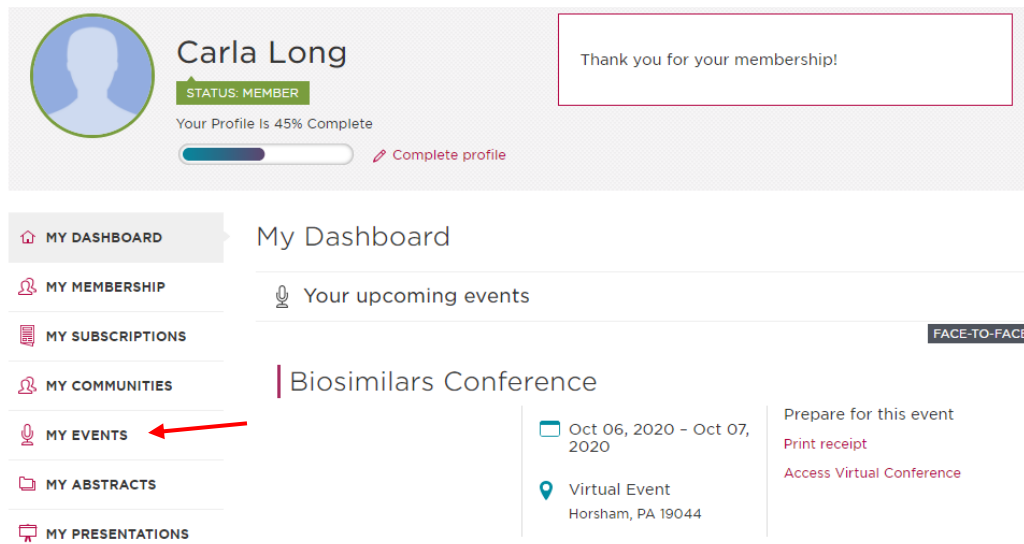 Carla Long
STATUS: MEMBER
Your Profile Is 45% Complete
Complete profile
Thank you for your membership!
MY DASHBOARD
MY MEMBERSHIP
MY SUBSCRIPTIONS
MY COMMUNITIES
MY EVENTS
MY ABSTRACTS
MY PRESENTATIONS
My Dashboard
Your upcoming events
FACE-TO-FACE
Biosimilars Conference
Oct 06, 2020 – Oct 07,
2020
Virtual Event
Horsham, PA 19044
Prepare for this event
Print receipt
Access Virtual Conference